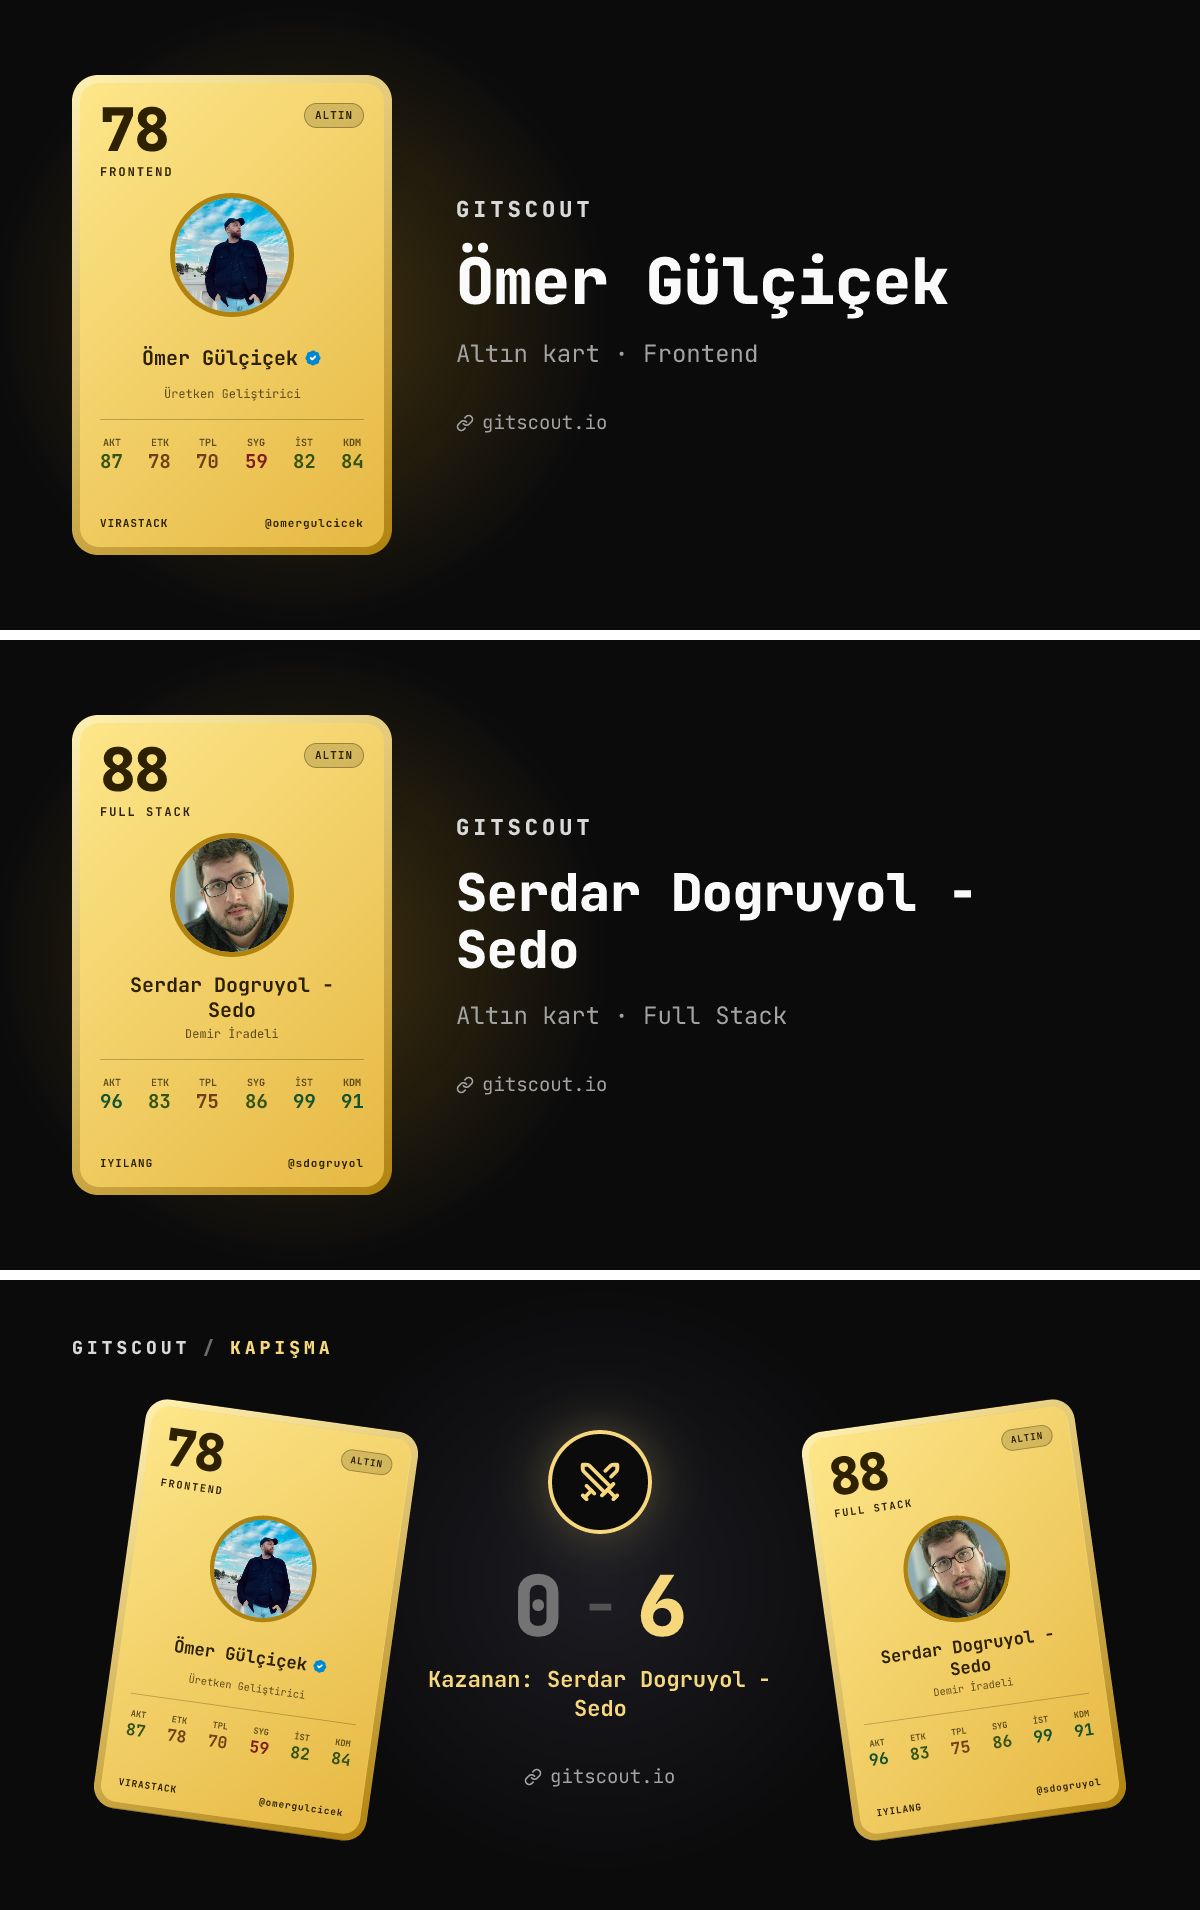 78
ALTIN
FRONTEND
Ömer Gülçiçek
Üretken Geliştirici
AKT ETK TPL SYG İST KDM
87 78 70 59 82 84
VIRASTACK @omergulcicek
GITSCOUT
Ömer Gülçiçek
Altın kart · Frontend
gitscout.io
88
ALTIN
FULL STACK
Serdar Dogruyol -
Sedo
Demir İradeli
AKT ETK TPL SYG İST KDM
96 83 75 86 99 91
IYILANG @sdogruyol
GITSCOUT
Serdar Dogruyol -
Sedo
Altın kart · Full Stack
gitscout.io
GITSCOUT / KAPIŞMA
78
ALTIN
FRONTEND
Ömer Gülçiçek
Üretken Geliştirici
AKT ETK TPL SYG İST KDM
87 78 70 59 82 84
VIRASTACK @omergulcicek
0 - 6
Kazanan: Serdar Dogruyol -
Sedo
gitscout.io
88
ALTIN
FULL STACK
Serdar Dogruyol -
Sedo
Demir İradeli
AKT ETK TPL SYG İST KDM
96 83 75 86 99 91
IYILANG @sdogruyol